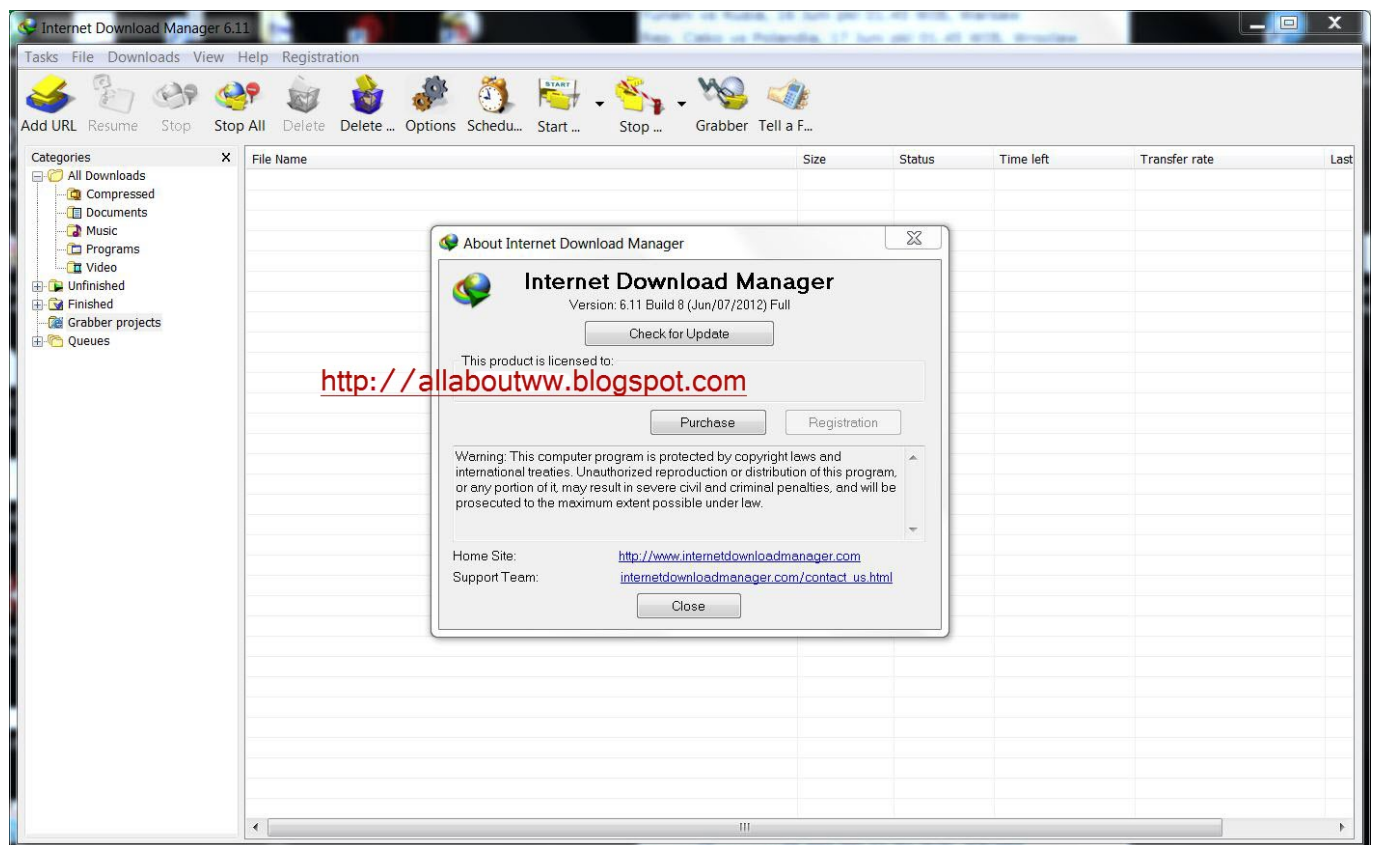 Internet Download Manager 6.11
Tasks File Downloads View Help Registration
Add URL Resume Stop Stop All Delete Delete ... Options Schedu... Start ... Stop ... Grabber Tell a F...
START
Categories X File Name Size Status Time left Transfer rate Last
All Downloads
Compressed
Documents
Music
Programs
Video
Unfinished
Finished
Grabber projects
Queues
About Internet Download Manager
Internet Download Manager
Version: 6.11 Build 8 (Jun/07/2012) Full
Check for Update
This product is licensed to:
http://allaboutww.blogspot.com
Purchase Registration
Warning: This computer program is protected by copyright laws and
international treaties. Unauthorized reproduction or distribution of this program,
or any portion of it, may result in severe civil and criminal penalties, and will be
prosecuted to the maximum extent possible under law.
Home Site: http://www.internetdownloadmanager.com
Support Team: internetdownloadmanager.com/contact_us.html
Close